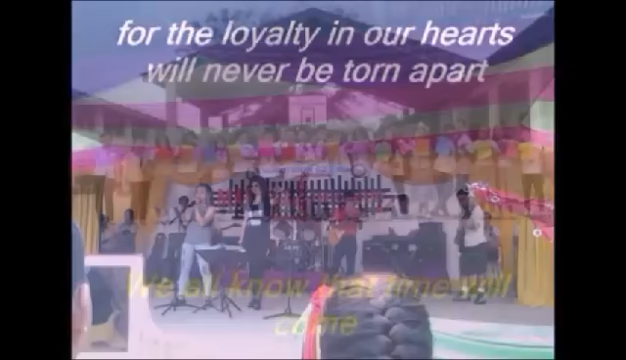 for the loyalty in our hearts
will never be torn apart
We all know that time will
come